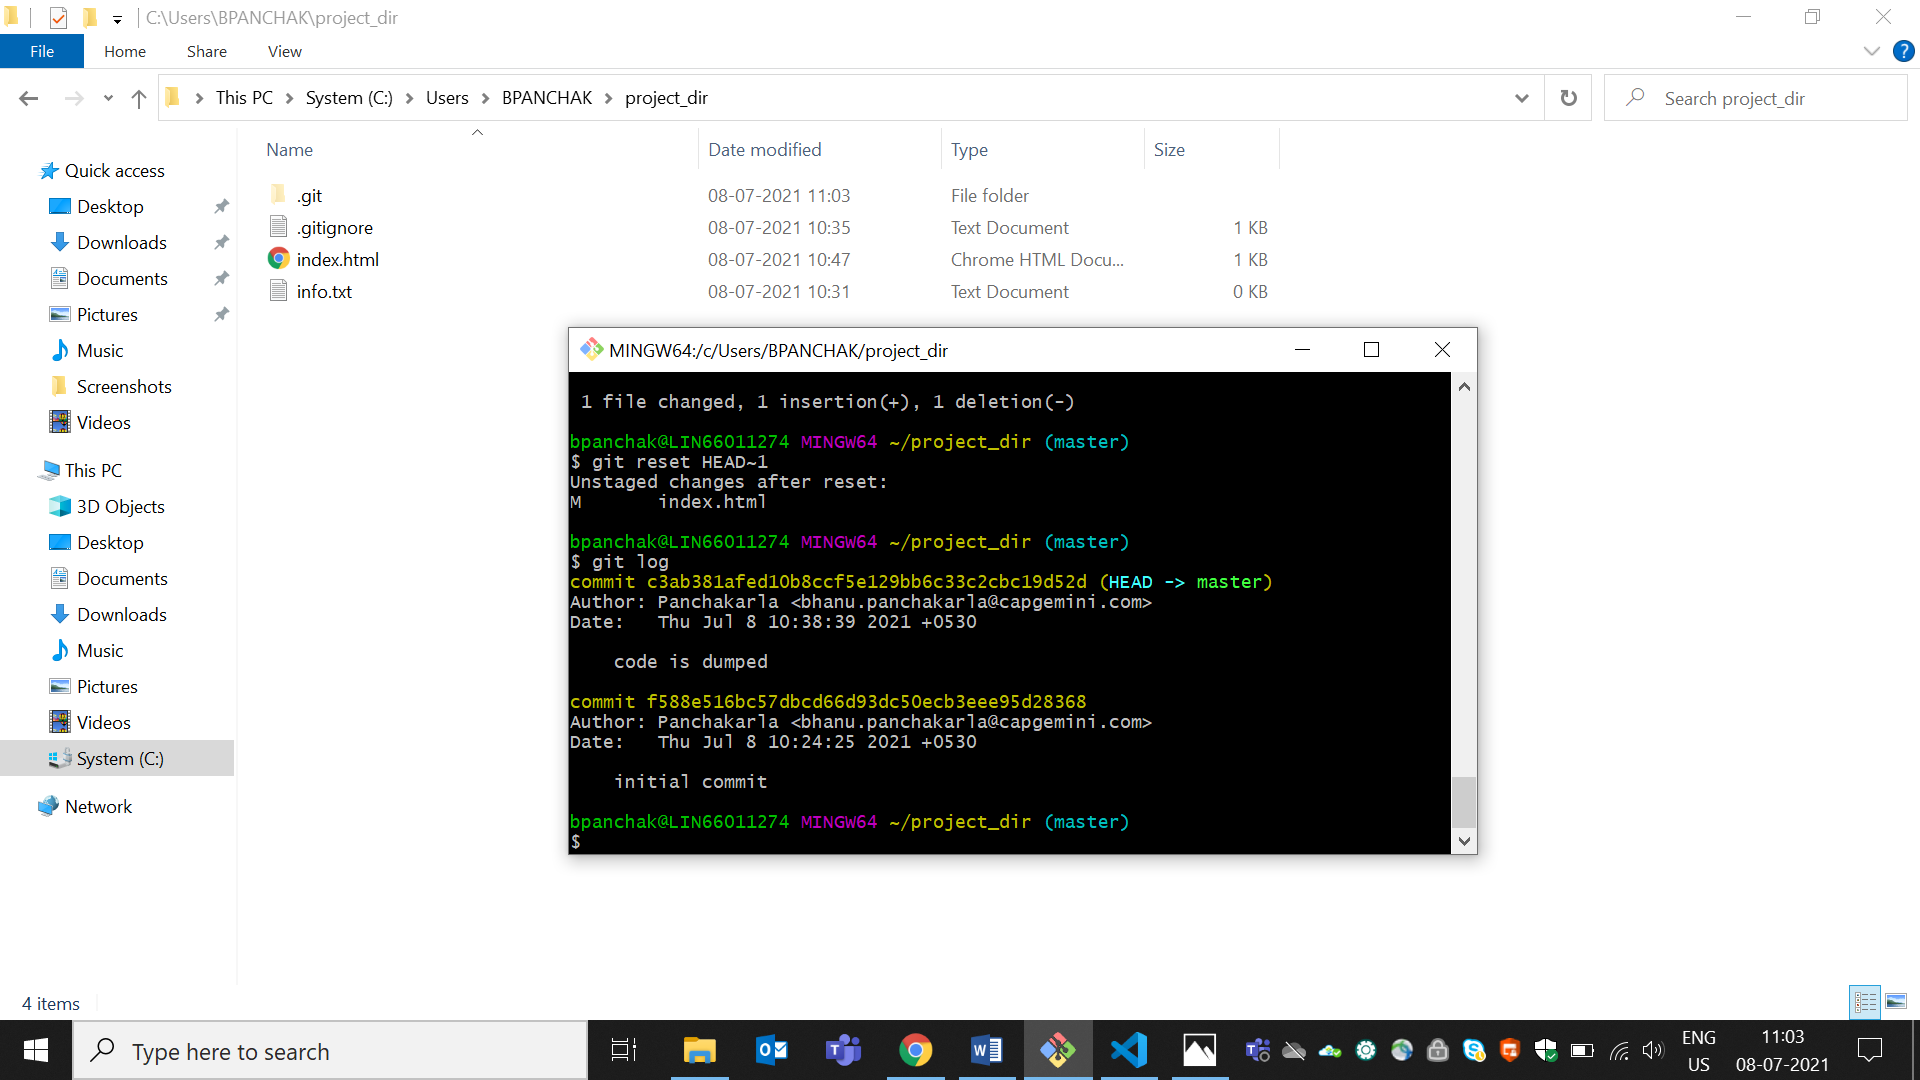 C:\Users\BPANCHAK\project_dir
File
Home
Share
View
?
This PC
System (C:)
Users
BPANCHAK
project_dir
Search project_dir
Name
Date modified
Type
Size
.git
08-07-2021 11:03
File folder
.gitignore
08-07-2021 10:35
Text Document
1 KB
index.html
08-07-2021 10:47
Chrome HTML Docu...
1 KB
info.txt
08-07-2021 10:31
Text Document
0 KB
Quick access
Desktop
Downloads
Documents
Pictures
Music
Screenshots
Videos
This PC
3D Objects
Desktop
Documents
Downloads
Music
Pictures
Videos
System (C:)
Network
MINGW64:/c/Users/BPANCHAK/project_dir
1 file changed, 1 insertion(+), 1 deletion(-)
bpanchak@LIN66011274 MINGW64 ~/project_dir (master)
$ git reset HEAD~1
Unstaged changes after reset:
M       index.html
bpanchak@LIN66011274 MINGW64 ~/project_dir (master)
$ git log
commit c3ab381afed10b8ccf5e129bb6c33c2cbc19d52d (HEAD -> master)
Author: Panchakarla <bhanu.panchakarla@capgemini.com>
Date:   Thu Jul 8 10:38:39 2021 +0530
code is dumped
commit f588e516bc57dbcd66d93dc50ecb3eee95d28368
Author: Panchakarla <bhanu.panchakarla@capgemini.com>
Date:   Thu Jul 8 10:24:25 2021 +0530
initial commit
bpanchak@LIN66011274 MINGW64 ~/project_dir (master)
$
4 items
Type here to search
ENG
US
11:03
08-07-2021